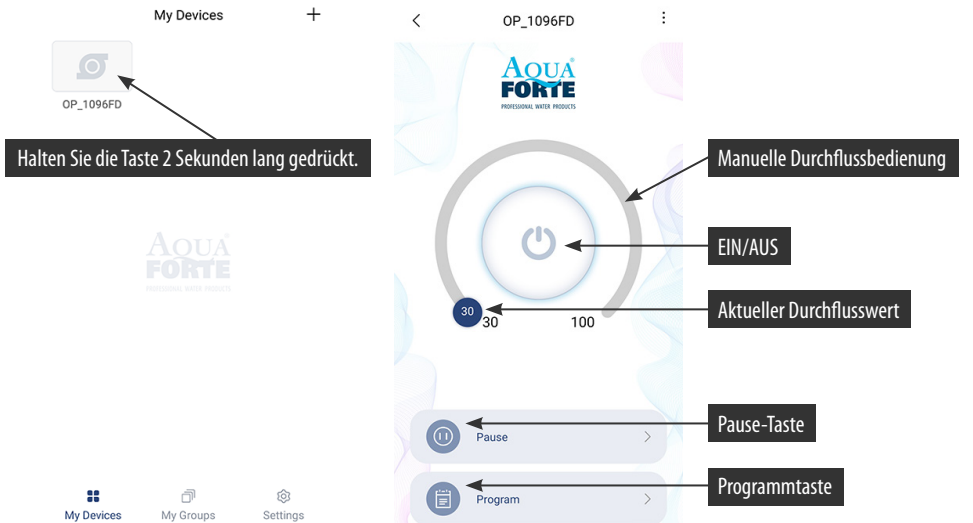 My Devices
OP_1096FD
Halten Sie die Taste 2 Sekunden lang gedrückt.
AQUA
FORTE
PROFESSIONAL WATER PRODUCTS
My Devices
My Groups
Settings
OP_1096FD
AQUA
FORTE
PROFESSIONAL WATER PRODUCTS
Manuelle Durchflussbedienung
EIN/AUS
Aktueller Durchflusswert
30
30
100
Pause-Taste
Pause
Programmtaste
Program